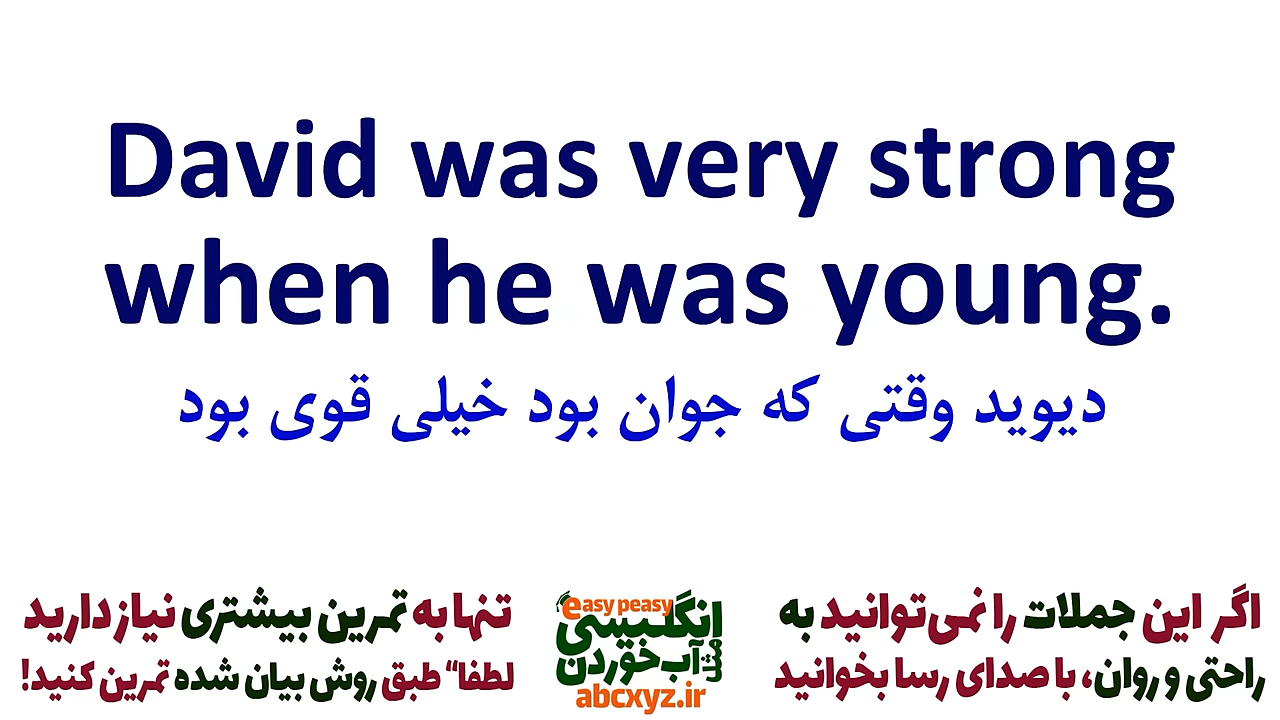 David was very strong
when he was young.
دیوید وقتی که جوان بود خیلی قوی بود
اگر این جملات را نمی‌توانید به
راحتی و روان، با صدای رسا بخوانید
easy peasy
انگلیسی
مثل آب خوردن
abcxyz.ir
تنها به تمرین بیشتری نیاز دارید
لطفا“ طبق روش بیان شده تمرین کنید!